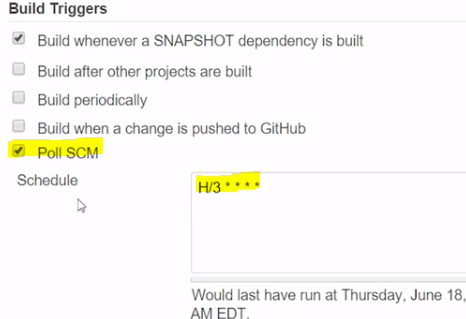 Build Triggers
Build whenever a SNAPSHOT dependency is built
Build after other projects are built
Build periodically
Build when a change is pushed to GitHub
Poll SCM
Schedule
H/3 * * * *
Would last have run at Thursday, June 18,
AM EDT.